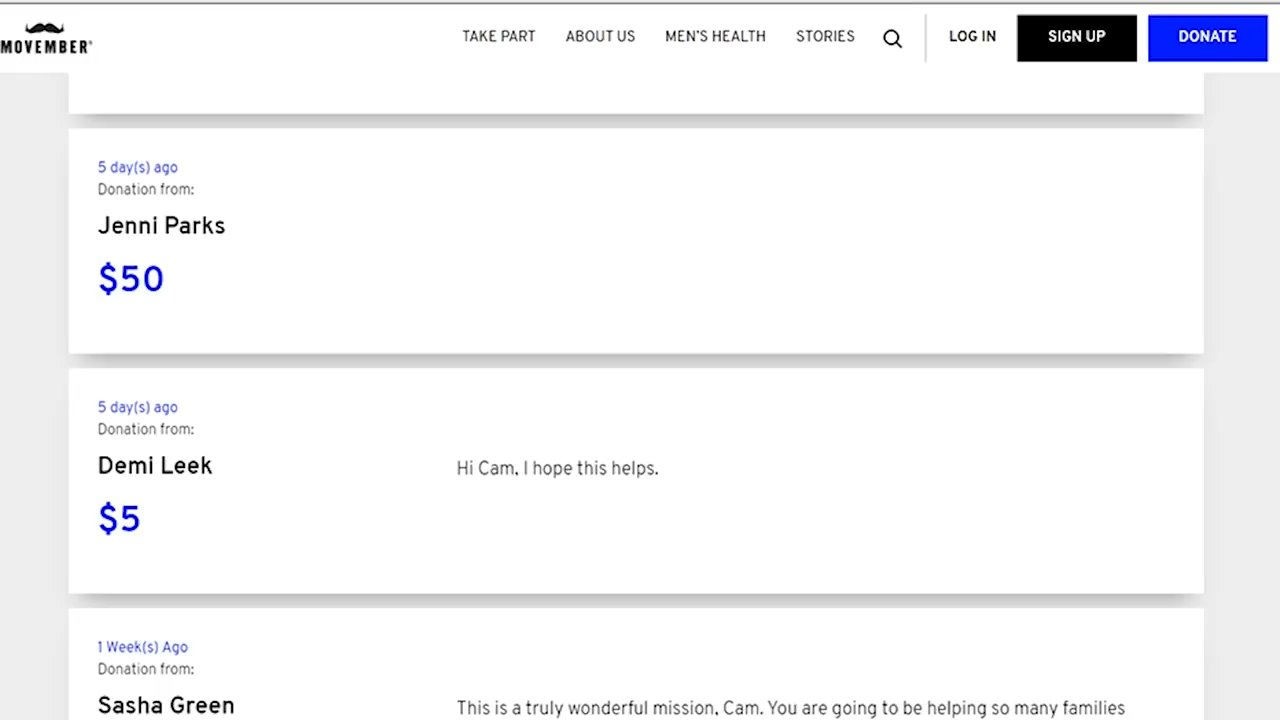 MOVEMBER®
TAKE PART ABOUT US MEN'S HEALTH STORIES LOG IN SIGN UP DONATE
5 day(s) ago
Donation from:
Jenni Parks
$50
5 day(s) ago
Donation from:
Demi Leek
Hi Cam, I hope this helps.
$5
1 Week(s) Ago
Donation from:
Sasha Green
This is a truly wonderful mission, Cam. You are going to be helping so many families